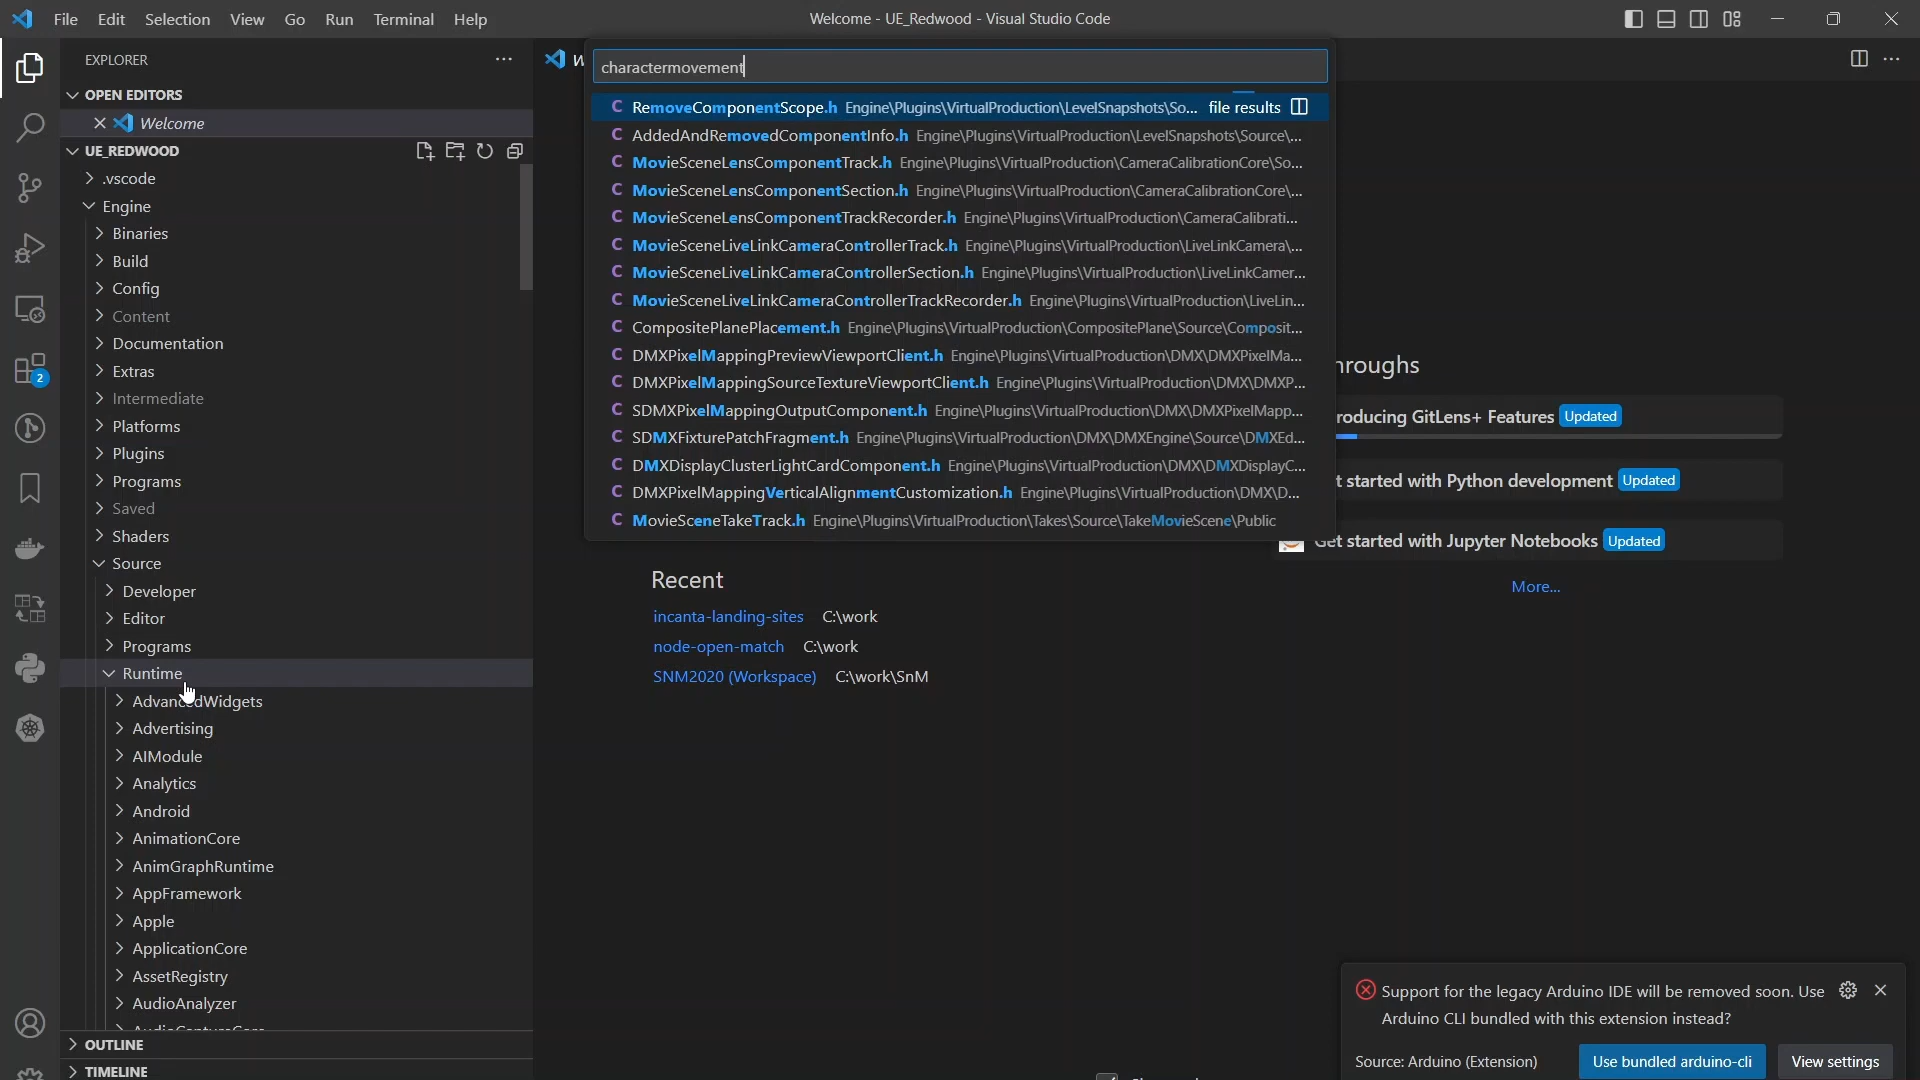 File Edit Selection View Go Run Terminal Help
Welcome - UE_Redwood - Visual Studio Code
EXPLORER
OPEN EDITORS
Welcome
UE_REDWOOD
.vscode
Engine
Binaries
Build
Config
Content
Documentation
Extras
Intermediate
Platforms
Plugins
Programs
Saved
Shaders
Source
Developer
Editor
Programs
Runtime
AdvancedWidgets
Advertising
AIModule
Analytics
Android
AnimationCore
AnimGraphRuntime
AppFramework
Apple
ApplicationCore
AssetRegistry
AudioAnalyzer
OUTLINE
TIMELINE
2
charactermovement
RemoveComponentScope.h Engine\Plugins\VirtualProduction\LevelSnapshots\So... file results
AddedAndRemovedComponentInfo.h Engine\Plugins\VirtualProduction\LevelSnapshots\Source\...
MovieSceneLensComponentTrack.h Engine\Plugins\VirtualProduction\CameraCalibrationCore\So...
MovieSceneLensComponentSection.h Engine\Plugins\VirtualProduction\CameraCalibrationCore\...
MovieSceneLensComponentTrackRecorder.h Engine\Plugins\VirtualProduction\CameraCalibrati...
MovieSceneLiveLinkCameraControllerTrack.h Engine\Plugins\VirtualProduction\LiveLinkCamera\...
MovieSceneLiveLinkCameraControllerSection.h Engine\Plugins\VirtualProduction\LiveLinkCamer...
MovieSceneLiveLinkCameraControllerTrackRecorder.h Engine\Plugins\VirtualProduction\LiveLin...
CompositePlanePlacement.h Engine\Plugins\VirtualProduction\CompositePlane\Source\Composit...
DMXPixelMappingPreviewViewportClient.h Engine\Plugins\VirtualProduction\DMX\DMXPixelMa...
DMXPixelMappingSourceTextureViewportClient.h Engine\Plugins\VirtualProduction\DMX\DMXP...
SDMXPixelMappingOutputComponent.h Engine\Plugins\VirtualProduction\DMX\DMXPixelMapp...
SDMXFixturePatchFragment.h Engine\Plugins\VirtualProduction\DMX\DMXEngine\Source\DMXEd...
DMXDisplayClusterLightCardComponent.h Engine\Plugins\VirtualProduction\DMX\DMXDisplayC...
DMXPixelMappingVerticalAlignmentCustomization.h Engine\Plugins\VirtualProduction\DMX\D...
MovieSceneTakeTrack.h Engine\Plugins\VirtualProduction\Takes\Source\TakeMovieScene\Public
hroughs
roducing GitLens+ Features Updated
t started with Python development Updated
Get started with Jupyter Notebooks Updated
More...
Recent
incanta-landing-sites C:\work
node-open-match C:\work
SNM2020 (Workspace) C:\work\SnM
Support for the legacy Arduino IDE will be removed soon. Use
Arduino CLI bundled with this extension instead?
Source: Arduino (Extension) Use bundled arduino-cli View settings